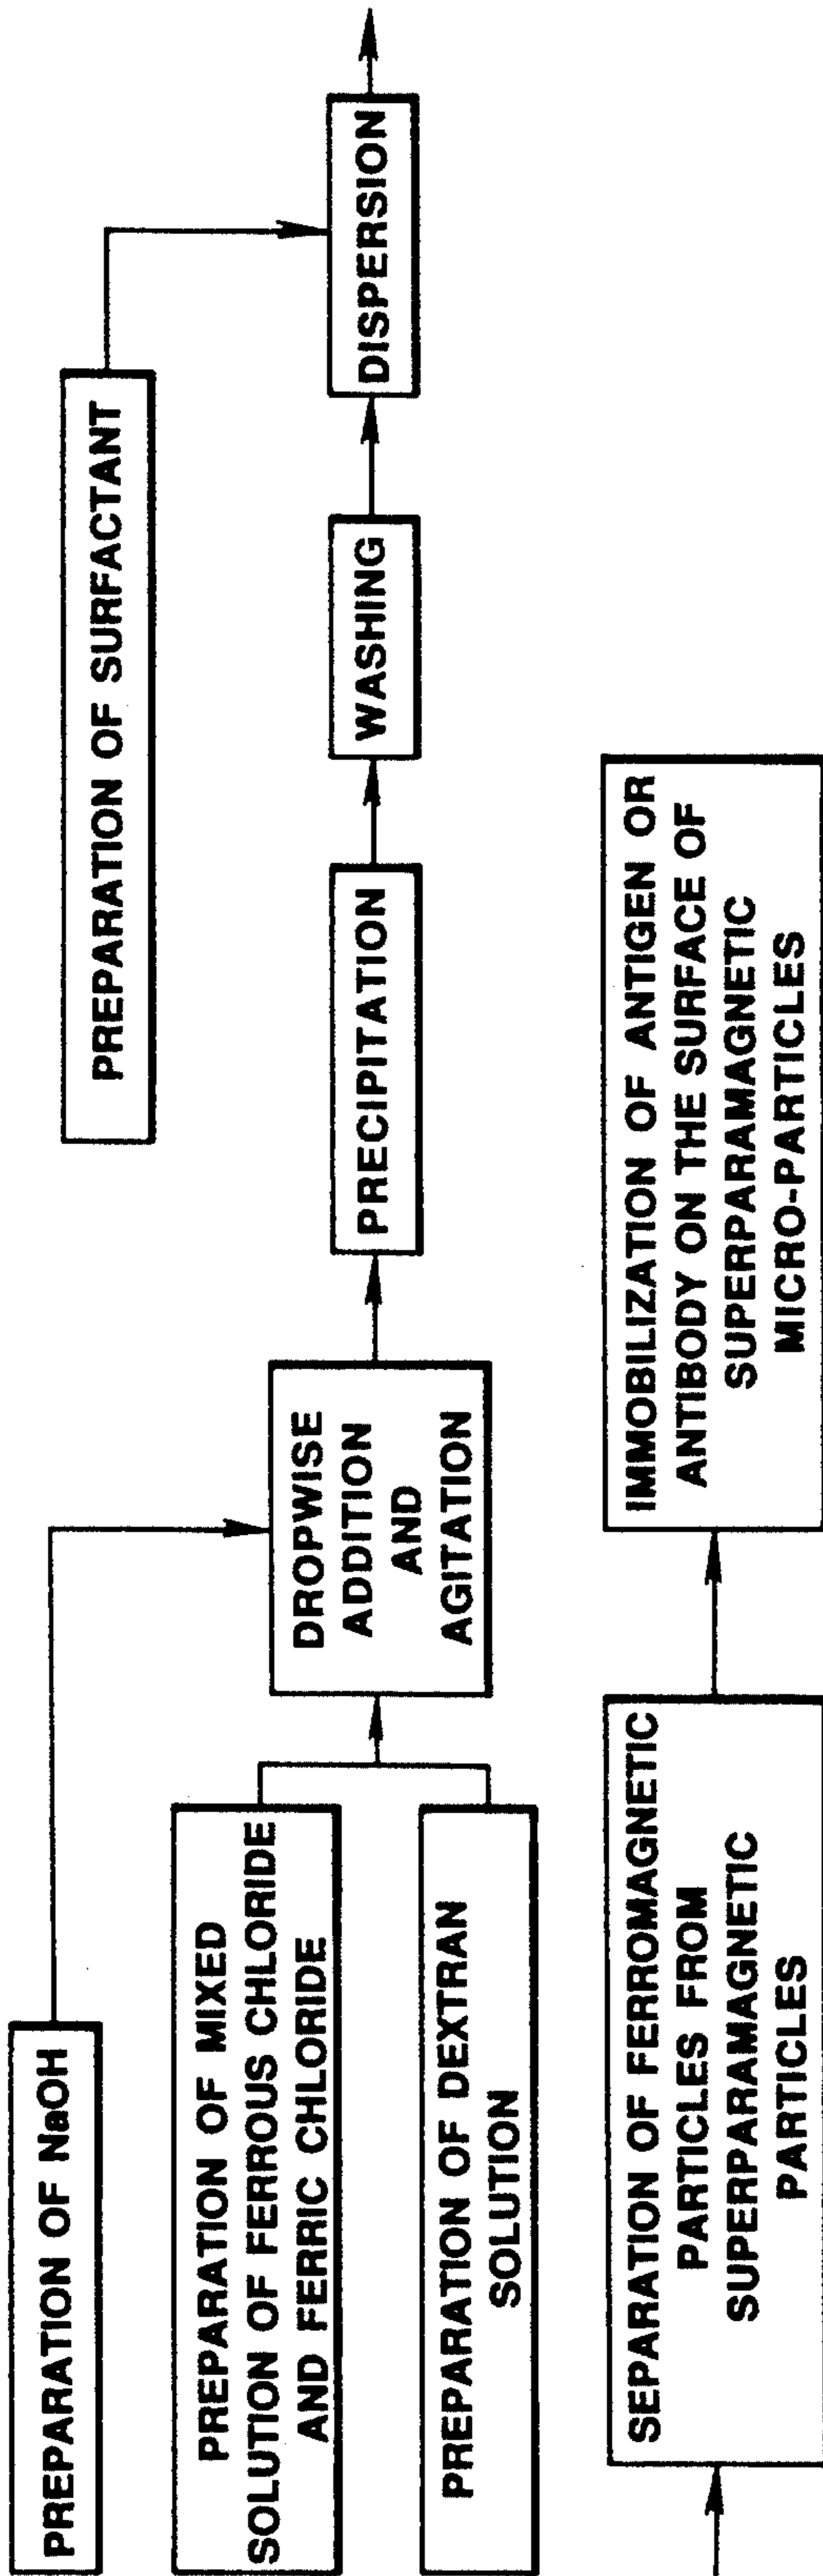 PREPARATION OF NaOH
PREPARATION OF MIXED
SOLUTION OF FERROUS CHLORIDE
AND FERRIC CHLORIDE
PREPARATION OF DEXTRAN
SOLUTION
DROPWISE
ADDITION
AND
AGITATION
PRECIPITATION
WASHING
PREPARATION OF SURFACTANT
DISPERSION
SEPARATION OF FERROMAGNETIC
PARTICLES FROM
SUPERPARAMAGNETIC
PARTICLES
IMMOBILIZATION OF ANTIGEN OR
ANTIBODY ON THE SURFACE OF
SUPERPARAMAGNETIC
MICRO-PARTICLES